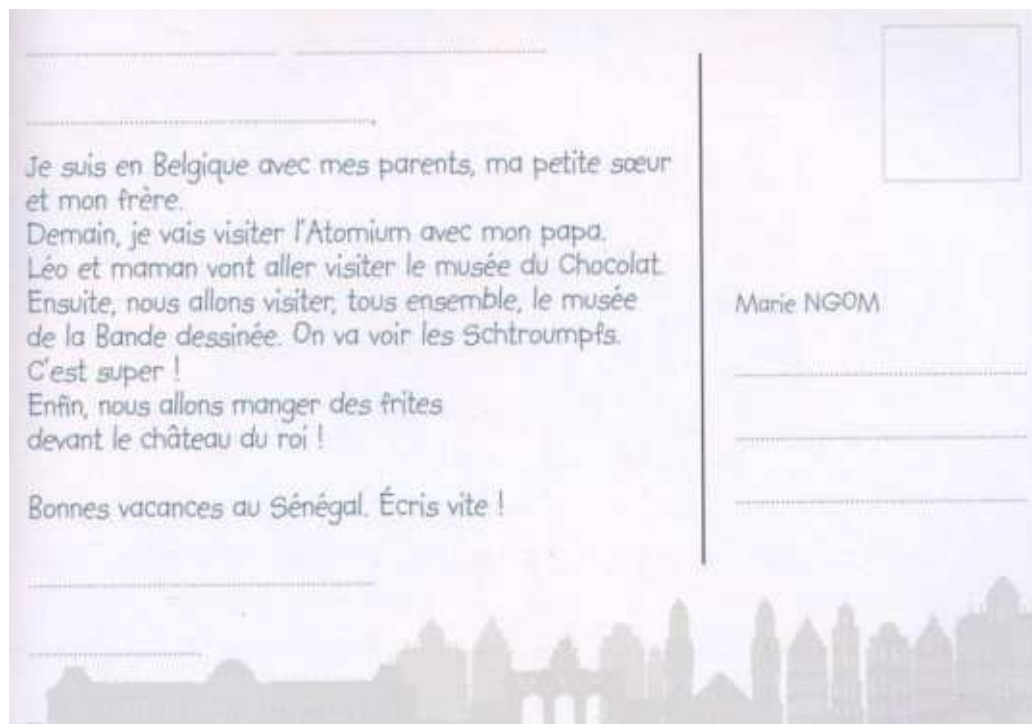 Je suis en Belgique avec mes parents, ma petite sœur
et mon frère.
Demain, je vais visiter l'Atomium avec mon papa.
Léo et maman vont aller visiter le musée du Chocolat.
Ensuite, nous allons visiter, tous ensemble, le musée
de la Bande dessinée. On va voir les Schtroumpfs.
C'est super !
Enfin, nous allons manger des frites
devant le château du roi !
Bonnes vacances au Sénégal. Écris vite !
Marie NGOM